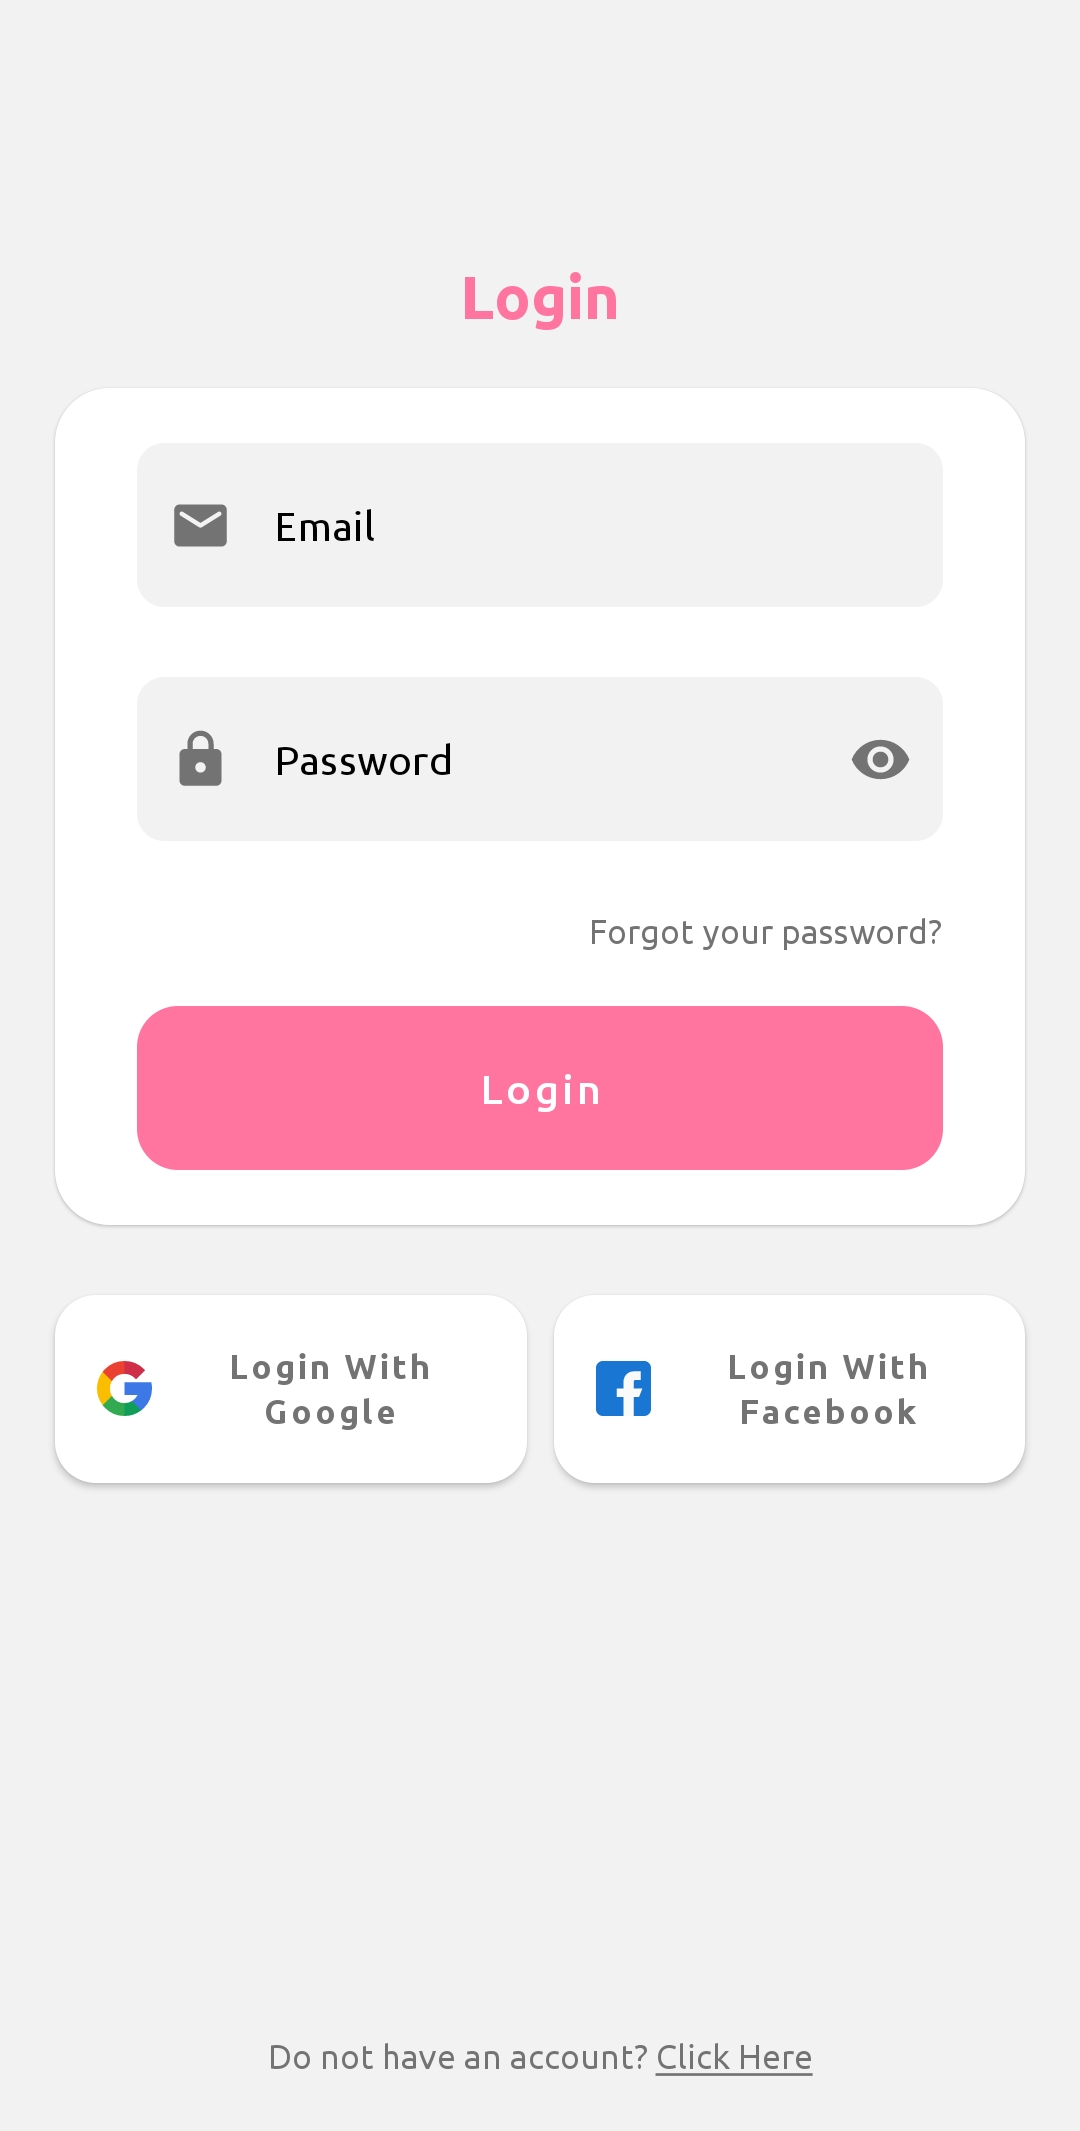 Login
Email
Password
Forgot your password?
Login
Login With
Google
Login With
Facebook
Do not have an account? Click Here